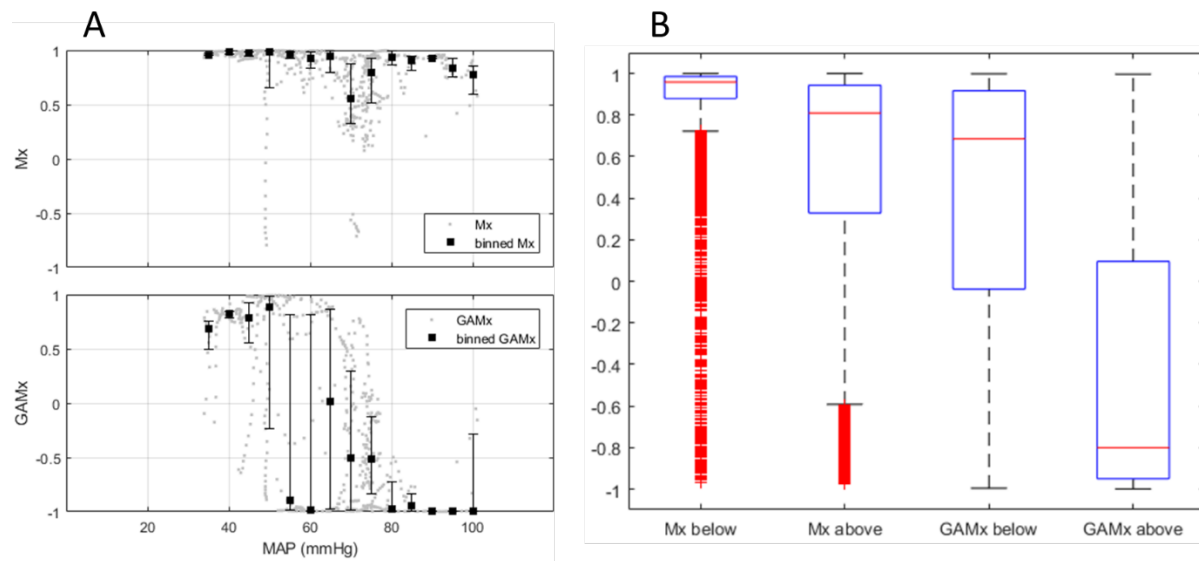 A
1
0.5
0
-0.5
-1
Mx
Mx
binned Mx
1
0.5
0
-0.5
-1
GAMx
GAMx
binned GAMx
20 40 60 80 100
MAP (mmHg)
B
1
0.8
0.6
0.4
0.2
0
-0.2
-0.4
-0.6
-0.8
-1
Mx below Mx above GAMx below GAMx above